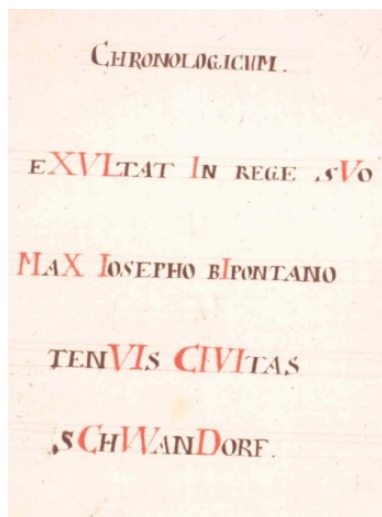 CHRONOLOGICUM.
EXVLTAT IN REGE SVO
MAX IOSEPHO BIPONTANO
TENVIS CIVITAS
SCHWANDORF.